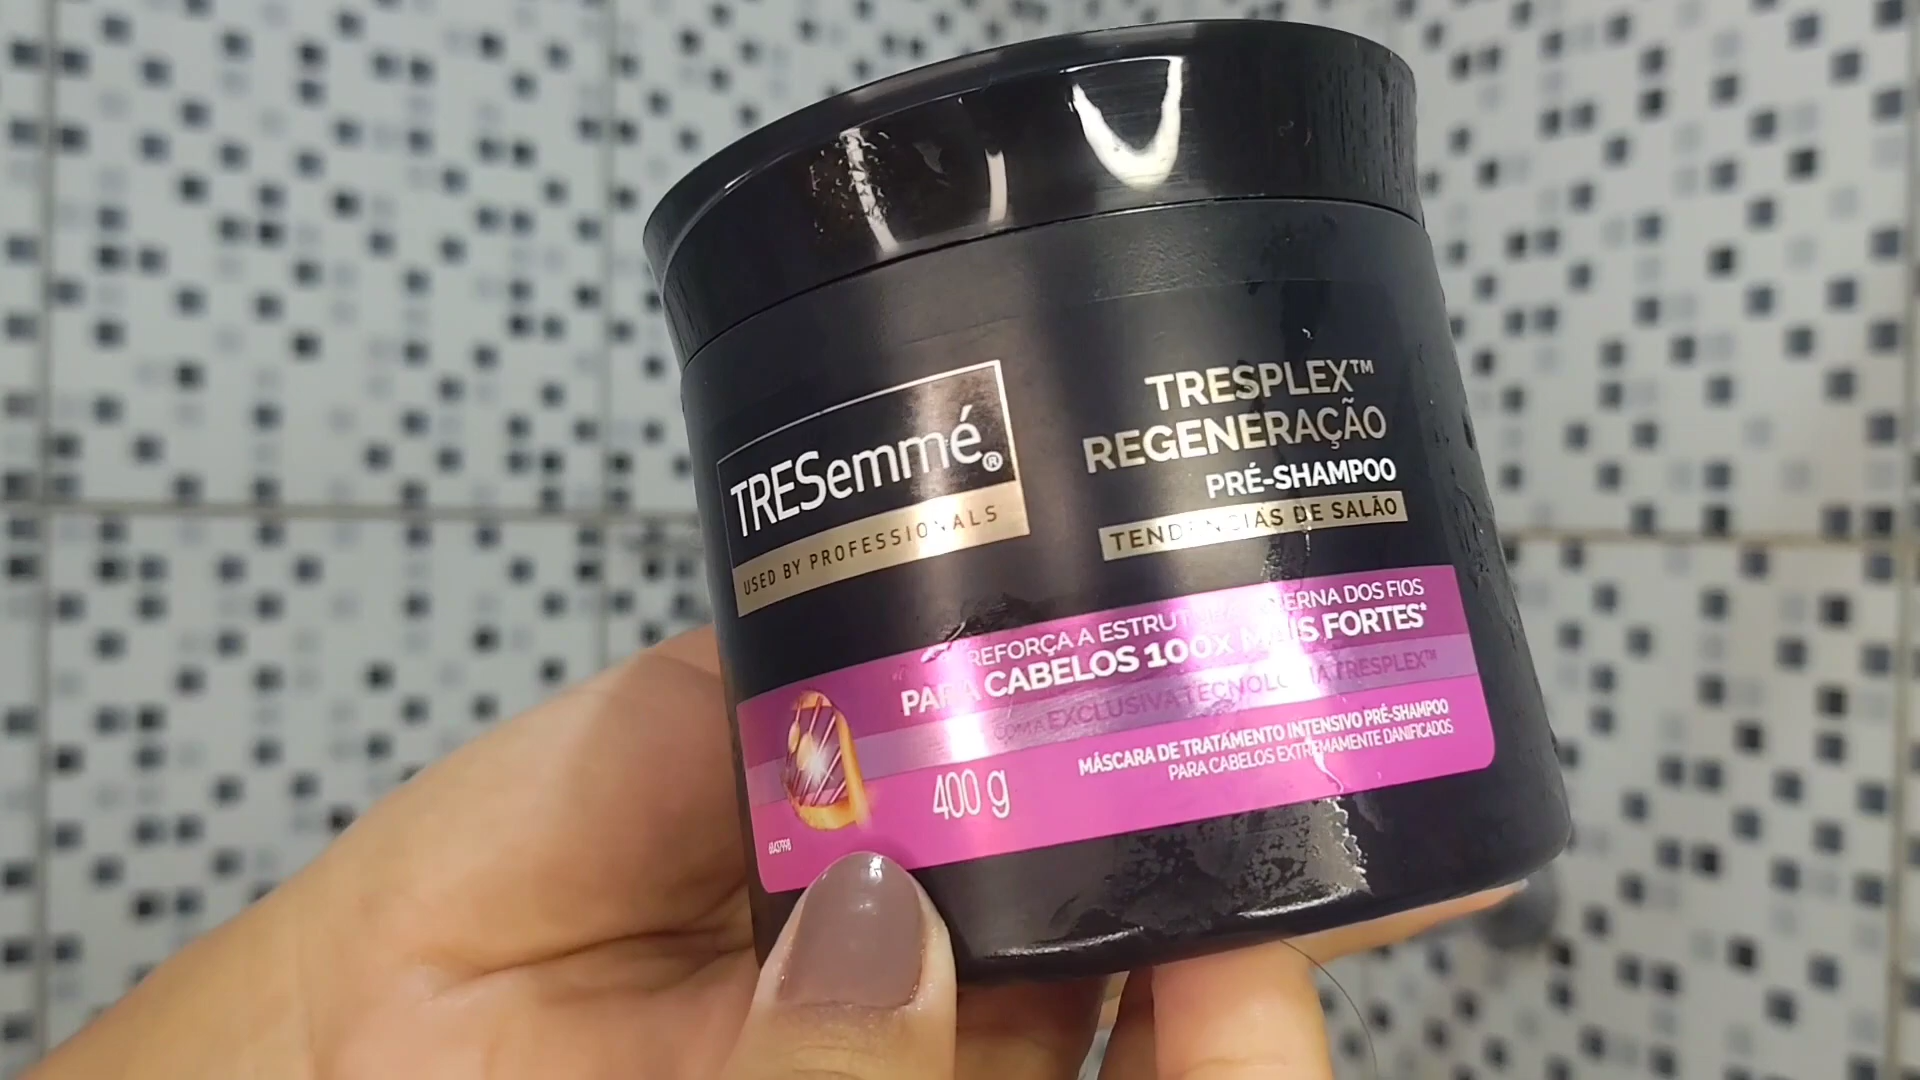 TRESemmé®
USED BY PROFESSIONALS
TRESPLEX™
REGENERAÇÃO
PRÉ-SHAMPOO
TENDÊNCIAS DE SALÃO
REFORÇA A ESTRUTURA INTERNA DOS FIOS
PARA CABELOS 100X MAIS FORTES*
COM A EXCLUSIVA TECNOLOGIA TRESPLEX™
MÁSCARA DE TRATAMENTO INTENSIVO PRÉ-SHAMPOO
PARA CABELOS EXTREMAMENTE DANIFICADOS
400 g